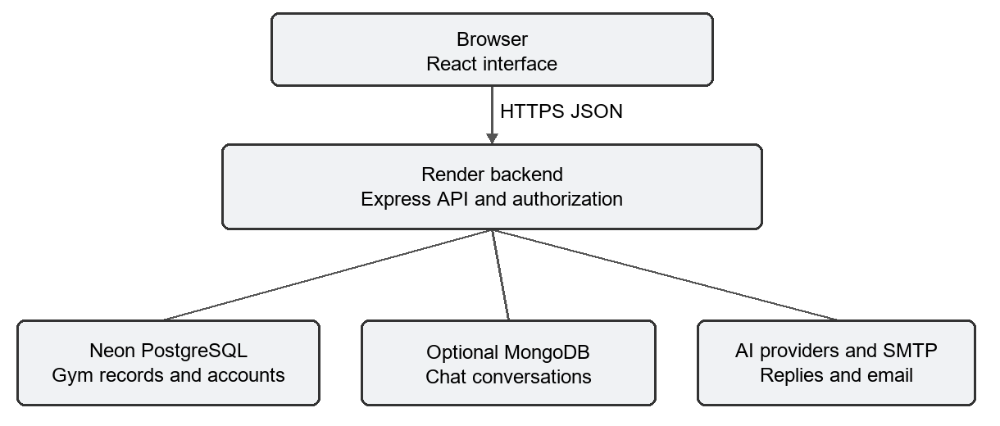 Browser
React interface
HTTPS JSON
Render backend
Express API and authorization
Neon PostgreSQL
Gym records and accounts
Optional MongoDB
Chat conversations
AI providers and SMTP
Replies and email